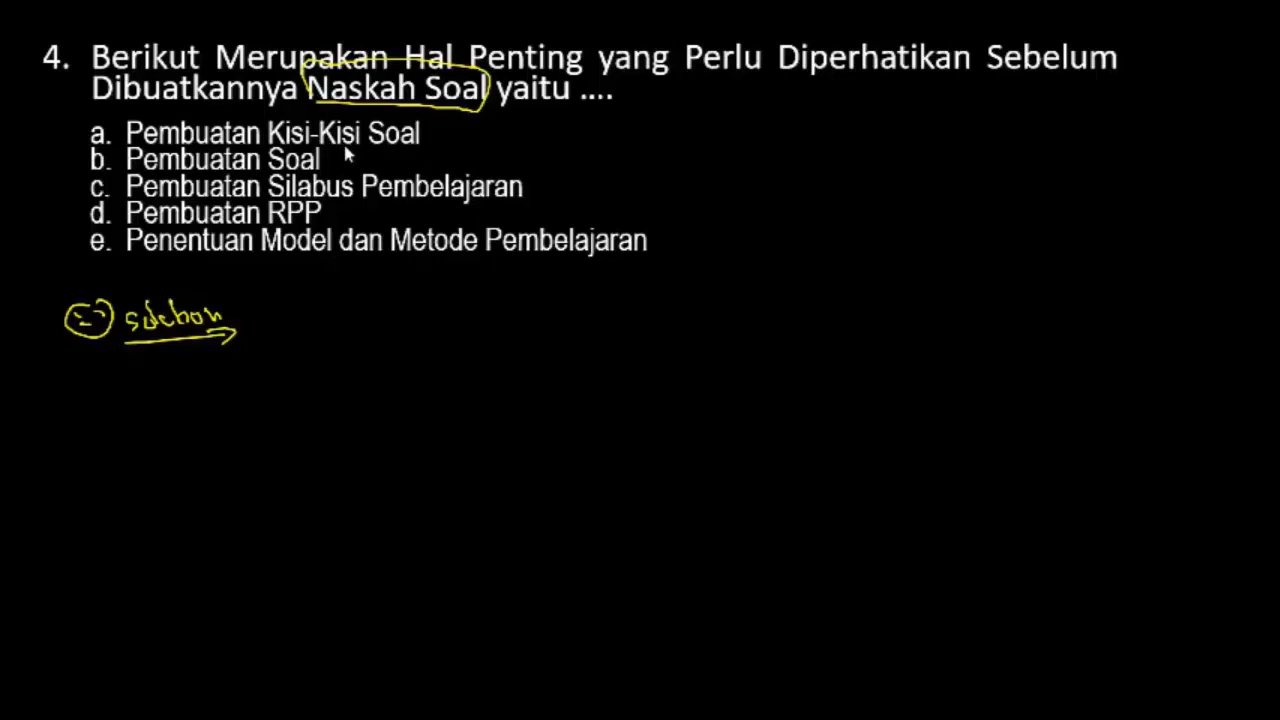 4. Berikut Merupakan Hal Penting yang Perlu Diperhatikan Sebelum
Dibuatkannya Naskah Soal yaitu ....
a. Pembuatan Kisi-Kisi Soal
b. Pembuatan Soal
c. Pembuatan Silabus Pembelajaran
d. Pembuatan RPP
e. Penentuan Model dan Metode Pembelajaran